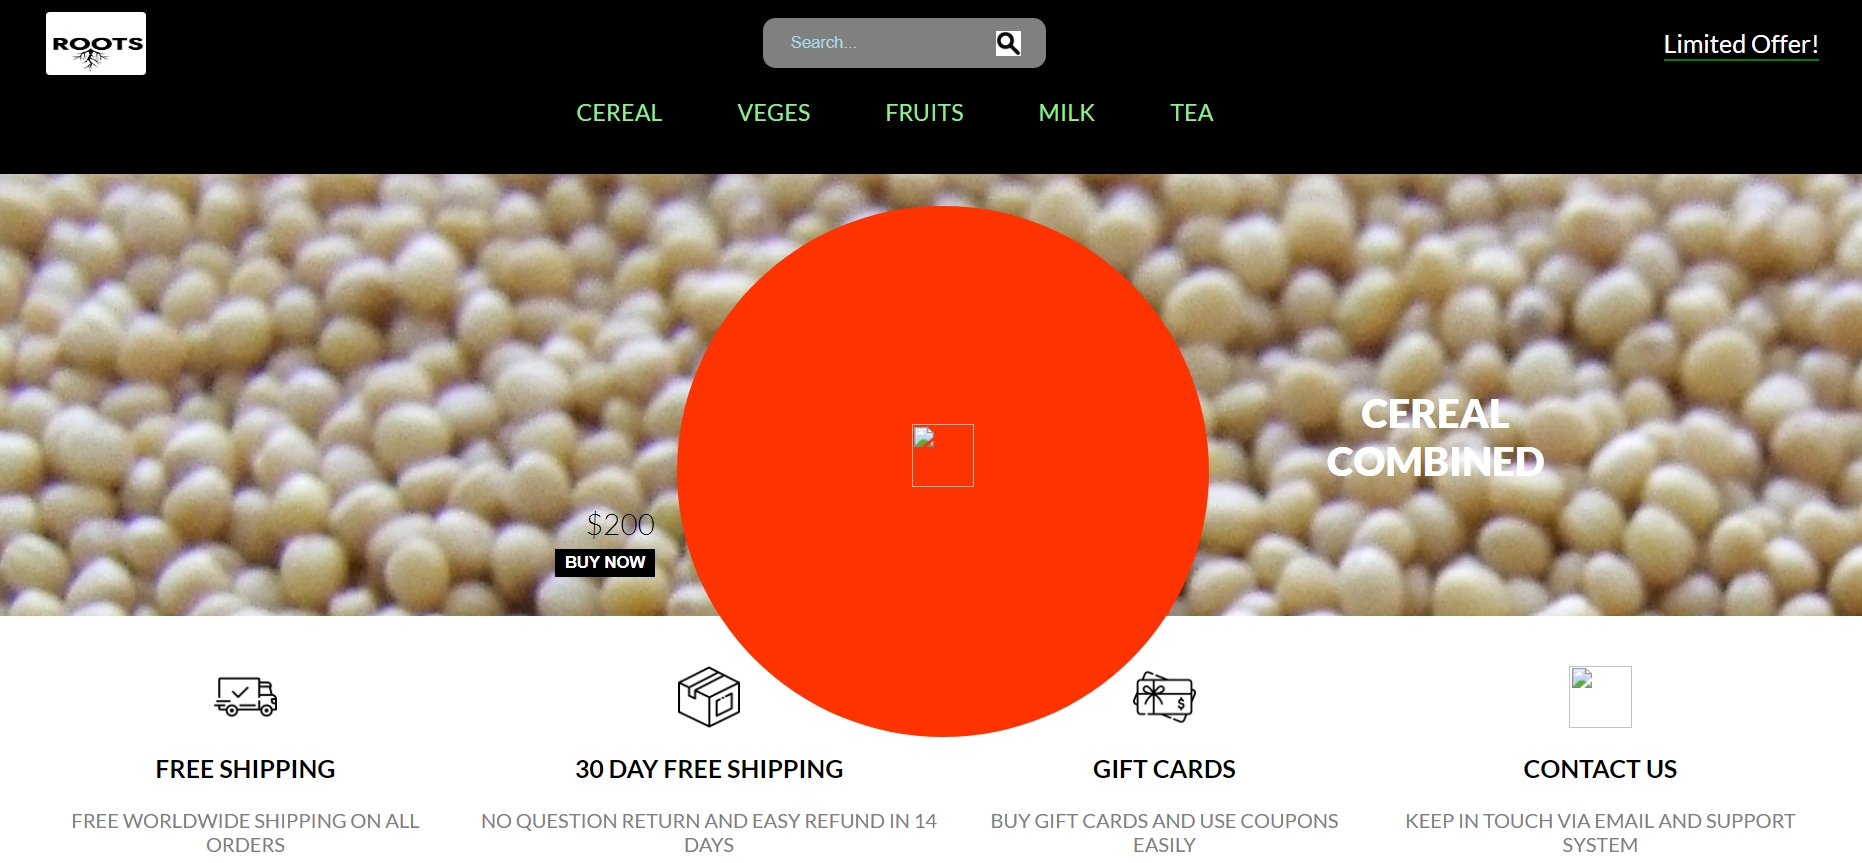 ROOTS
Search...
Limited Offer!
CEREAL VEGES FRUITS MILK TEA
CEREAL
COMBINED
$200
BUY NOW
FREE SHIPPING
FREE WORLDWIDE SHIPPING ON ALL
ORDERS
30 DAY FREE SHIPPING
NO QUESTION RETURN AND EASY REFUND IN 14
DAYS
GIFT CARDS
BUY GIFT CARDS AND USE COUPONS
EASILY
CONTACT US
KEEP IN TOUCH VIA EMAIL AND SUPPORT
SYSTEM